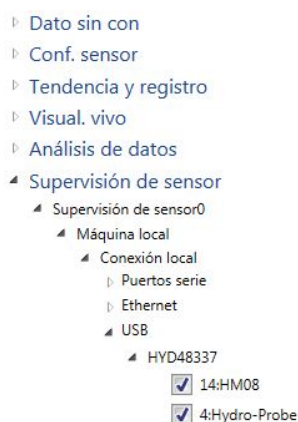 Dato sin con
Conf. sensor
Tendencia y registro
Visual. vivo
Análisis de datos
Supervisión de sensor
Supervisión de sensor0
Máquina local
Conexión local
Puertos serie
Ethernet
USB
HYD48337
14:HM08
4:Hydro-Probe